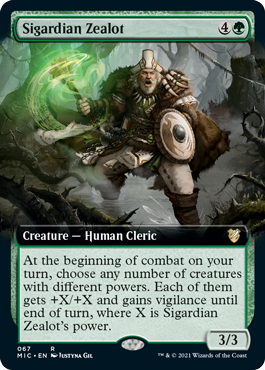 Sigardian Zealot 4
Creature — Human Cleric
At the beginning of combat on your
turn, choose any number of creatures
with different powers. Each of them
gets +X/+X and gains vigilance until
end of turn, where X is Sigardian
Zealot's power.
3/3
067 R
MIC • EN Justyna Gil ™ & © 2021 Wizards of the Coast